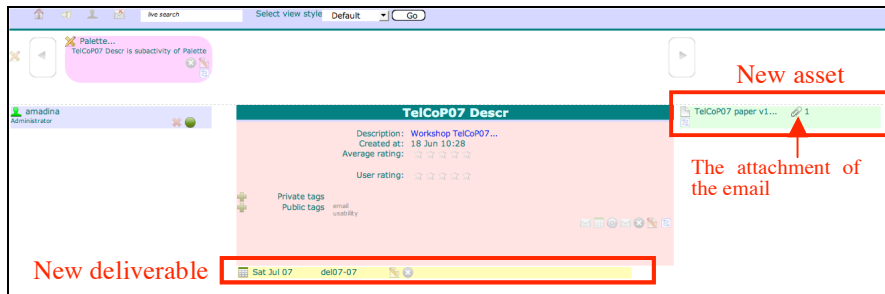 live search
Select view style Default Go
Palette...
TelCoP07 Descr is subactivity of Palette
New asset
amadina
Administrator
TelCoP07 Descr
TelCoP07 paper v1... 1
Description: Workshop TelCoP07...
Created at: 18 Jun 10:28
Average rating:
The attachment of
the email
User rating:
Private tags
Public tags email
usability
New deliverable
Sat Jul 07 del07-07